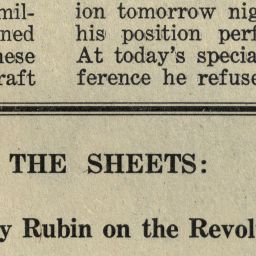 mil-
ned
nese
raft
ion tomorrow nig
his position perf
At today's specia
ference he refuse
THE SHEETS:
y Rubin on the Revol